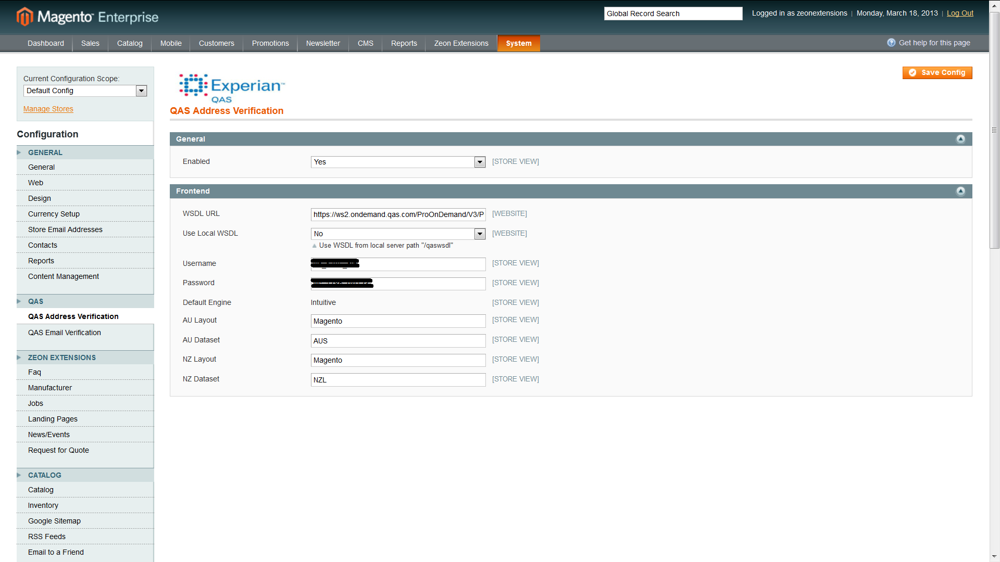 Magento™ Enterprise
Global Record Search
Logged in as zeonextensions | Monday, March 18, 2013 | Log Out
Dashboard Sales Catalog Mobile Customers Promotions Newsletter CMS Reports Zeon Extensions System
Get help for this page
Current Configuration Scope:
Default Config
Manage Stores
Configuration
GENERAL
General
Web
Design
Currency Setup
Store Email Addresses
Contacts
Reports
Content Management
QAS
QAS Address Verification
QAS Email Verification
ZEON EXTENSIONS
Faq
Manufacturer
Jobs
Landing Pages
News/Events
Request for Quote
CATALOG
Catalog
Inventory
Google Sitemap
RSS Feeds
Email to a Friend
Experian™
QAS
QAS Address Verification
Save Config
General
Enabled Yes [STORE VIEW]
Frontend
WSDL URL https://ws2.ondemand.qas.com/ProOnDemand/V3/P [WEBSITE]
Use Local WSDL No [WEBSITE]
Use WSDL from local server path "/qaswsdl"
Username [STORE VIEW]
Password [STORE VIEW]
Default Engine Intuitive [STORE VIEW]
AU Layout Magento [STORE VIEW]
AU Dataset AUS [STORE VIEW]
NZ Layout Magento [STORE VIEW]
NZ Dataset NZL [STORE VIEW]